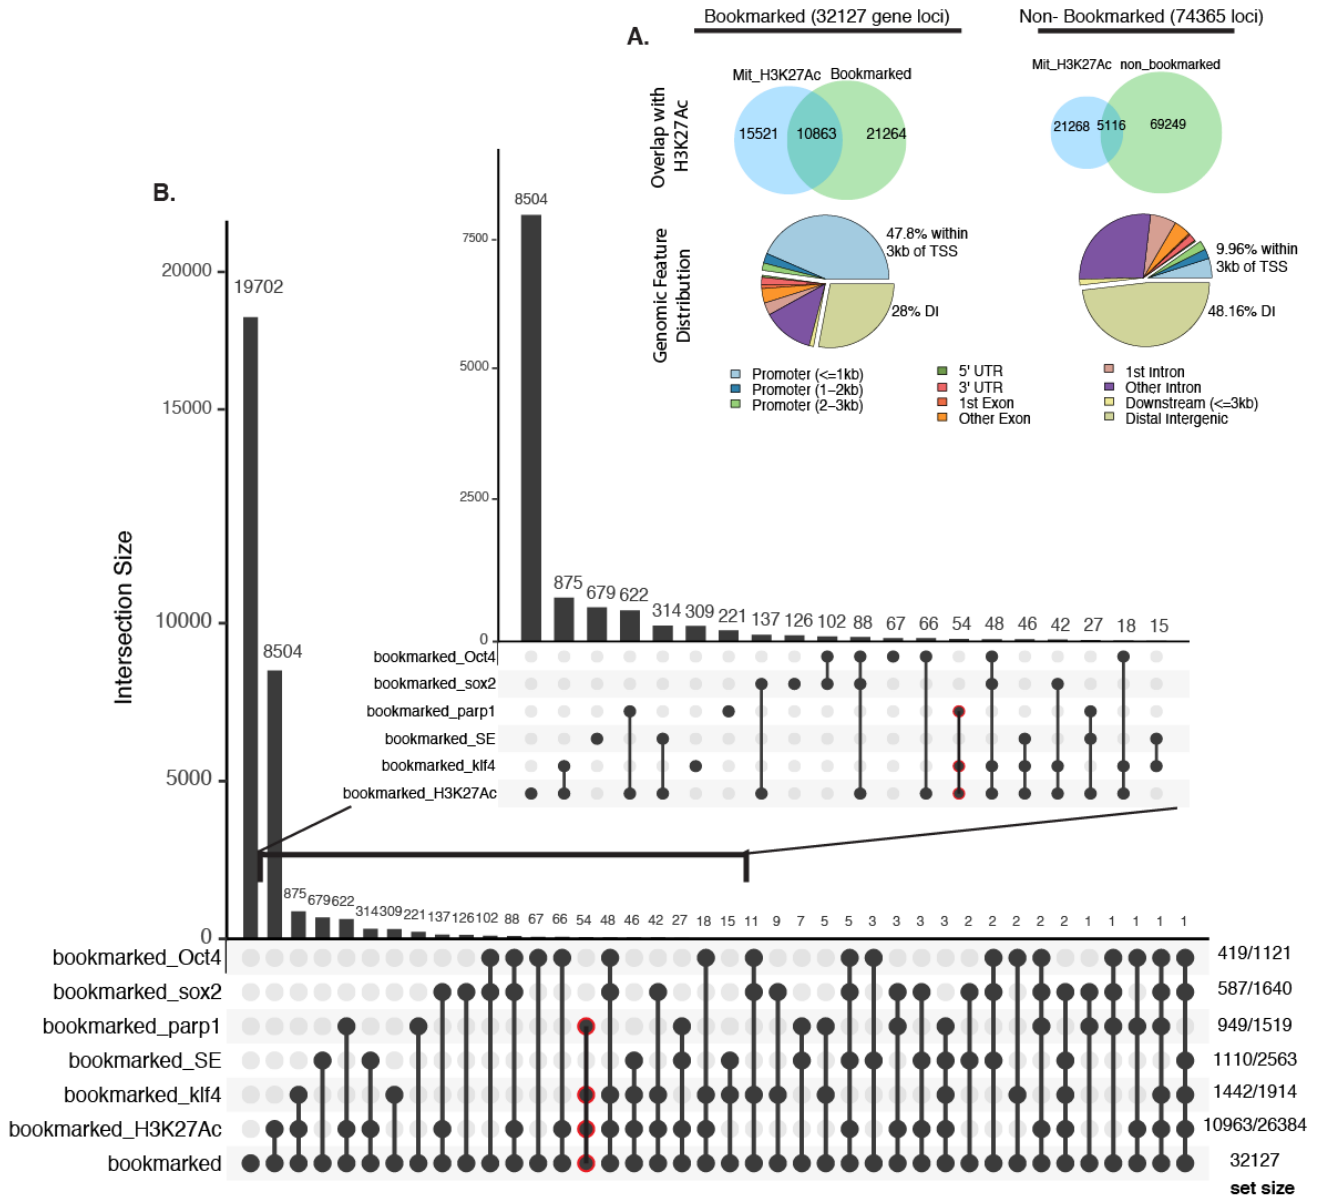 A.
Bookmarked (32127 gene loci)
Non- Bookmarked (74365 loci)
Overlap with
H3K27Ac
Mit_H3K27Ac Bookmarked
15521 10863 21264
Mit_H3K27Ac non_bookmarked
21268 5116 69249
Genomic Feature
Distribution
47.8% within
3kb of TSS
28% DI
9.96% within
3kb of TSS
48.16% DI
Promoter (<=1kb)
Promoter (1-2kb)
Promoter (2-3kb)
5' UTR
3' UTR
1st Exon
Other Exon
1st Intron
Other Intron
Downstream (<=3kb)
Distal Intergenic
B.
Intersection Size
20000
15000
10000
5000
0
7500
5000
2500
0
8504 875 679 622 314 309 221 137 126 102 88 67 66 54 48 46 42 27 18 15
bookmarked_Oct4
bookmarked_sox2
bookmarked_parp1
bookmarked_SE
bookmarked_klf4
bookmarked_H3K27Ac
19702 8504 875 679 622 314 309 221 137 126 102 88 67 66 54 48 46 42 27 18 15 11 9 7 5 5 3 3 3 3 2 2 2 2 2 1 1 1 1 1
bookmarked_Oct4 419/1121
bookmarked_sox2 587/1640
bookmarked_parp1 949/1519
bookmarked_SE 1110/2563
bookmarked_klf4 1442/1914
bookmarked_H3K27Ac 10963/26384
bookmarked 32127
set size